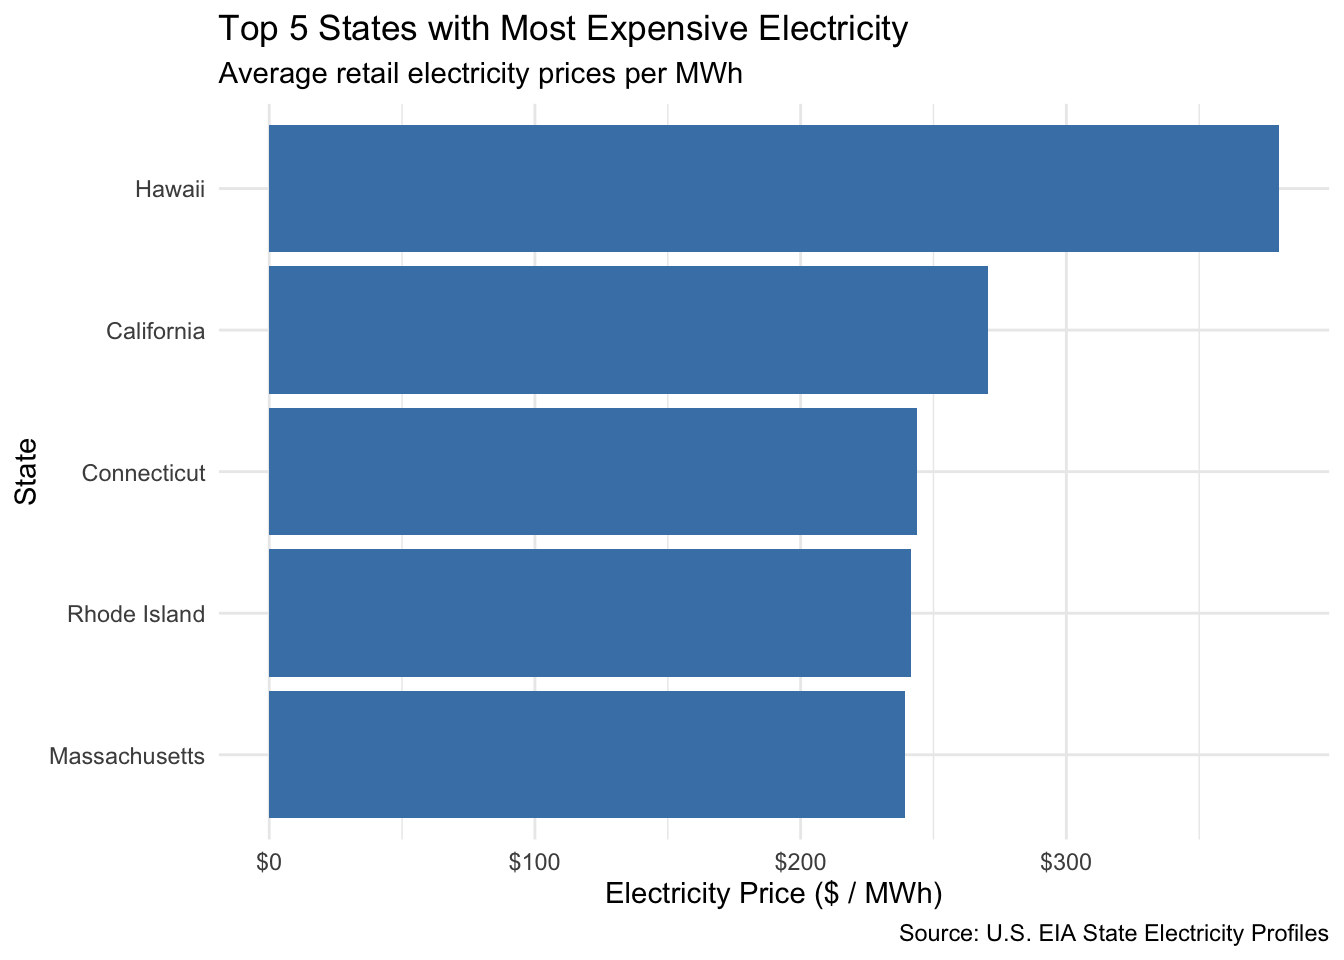 Top 5 States with Most Expensive Electricity
Average retail electricity prices per MWh
State
Hawaii
California
Connecticut
Rhode Island
Massachusetts
$0 $100 $200 $300
Electricity Price ($ / MWh)
Source: U.S. EIA State Electricity Profiles